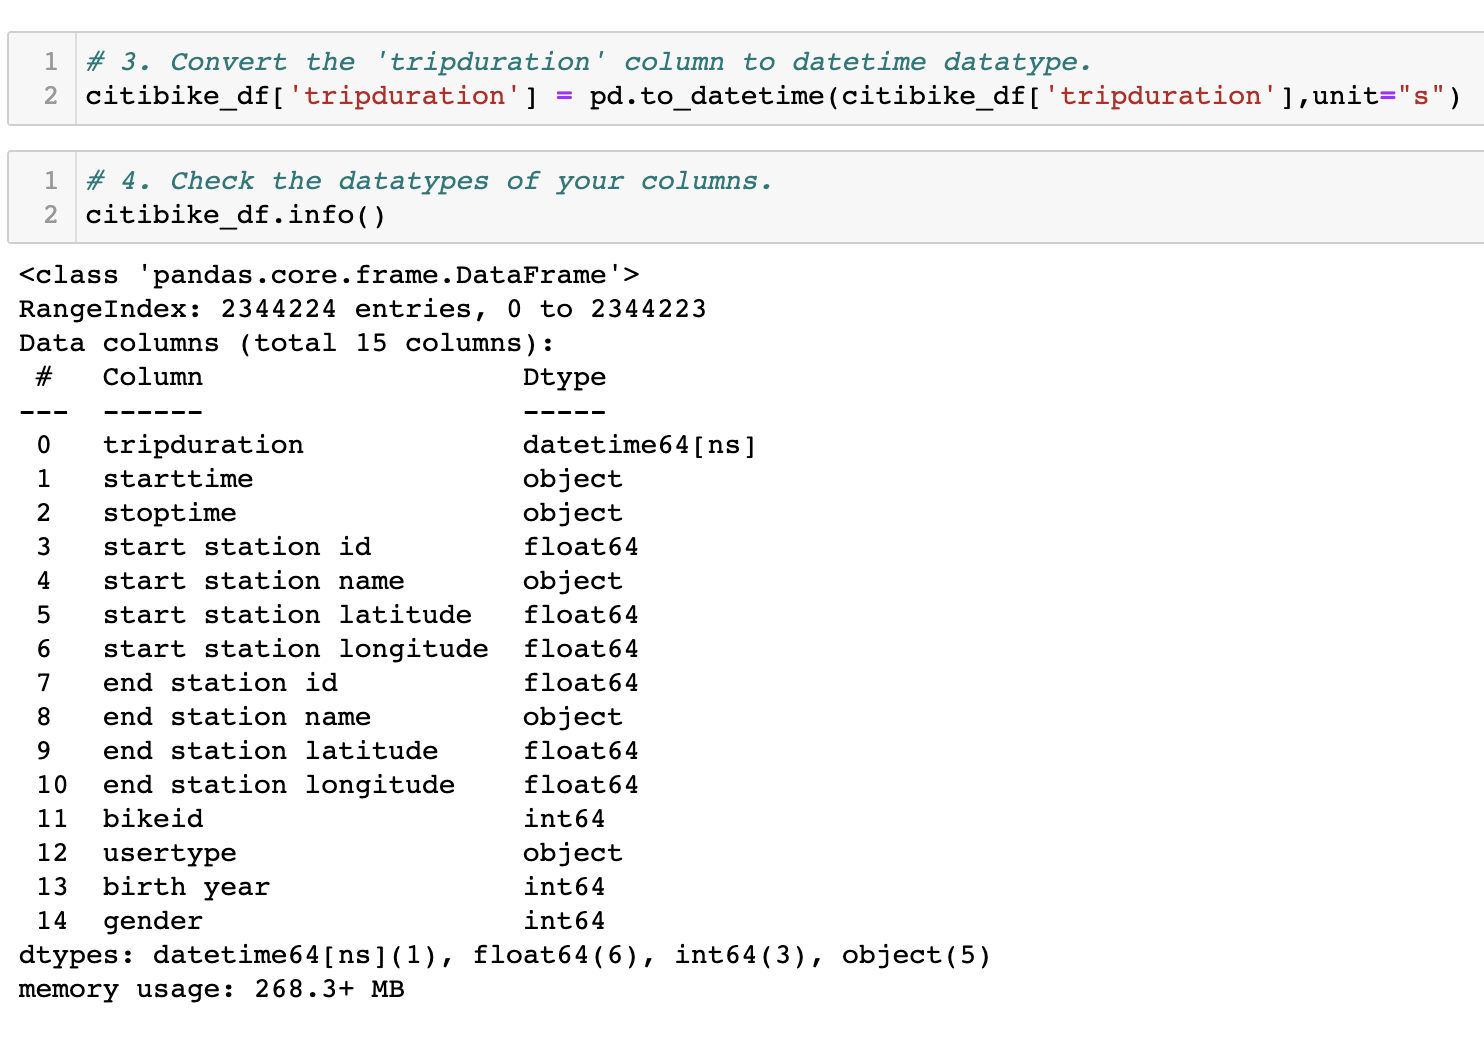 1 # 3. Convert the 'tripduration' column to datetime datatype.
2 citibike_df['tripduration'] = pd.to_datetime(citibike_df['tripduration'],unit="s")
1 # 4. Check the datatypes of your columns.
2 citibike_df.info()
<class 'pandas.core.frame.DataFrame'>
RangeIndex: 2344224 entries, 0 to 2344223
Data columns (total 15 columns):
 #   Column                   Dtype
---  ------                   -----
 0   tripduration             datetime64[ns]
 1   starttime                object
 2   stoptime                 object
 3   start station id         float64
 4   start station name       object
 5   start station latitude   float64
 6   start station longitude  float64
 7   end station id           float64
 8   end station name         object
 9   end station latitude     float64
 10  end station longitude    float64
 11  bikeid                   int64
 12  usertype                 object
 13  birth year               int64
 14  gender                   int64
dtypes: datetime64[ns](1), float64(6), int64(3), object(5)
memory usage: 268.3+ MB